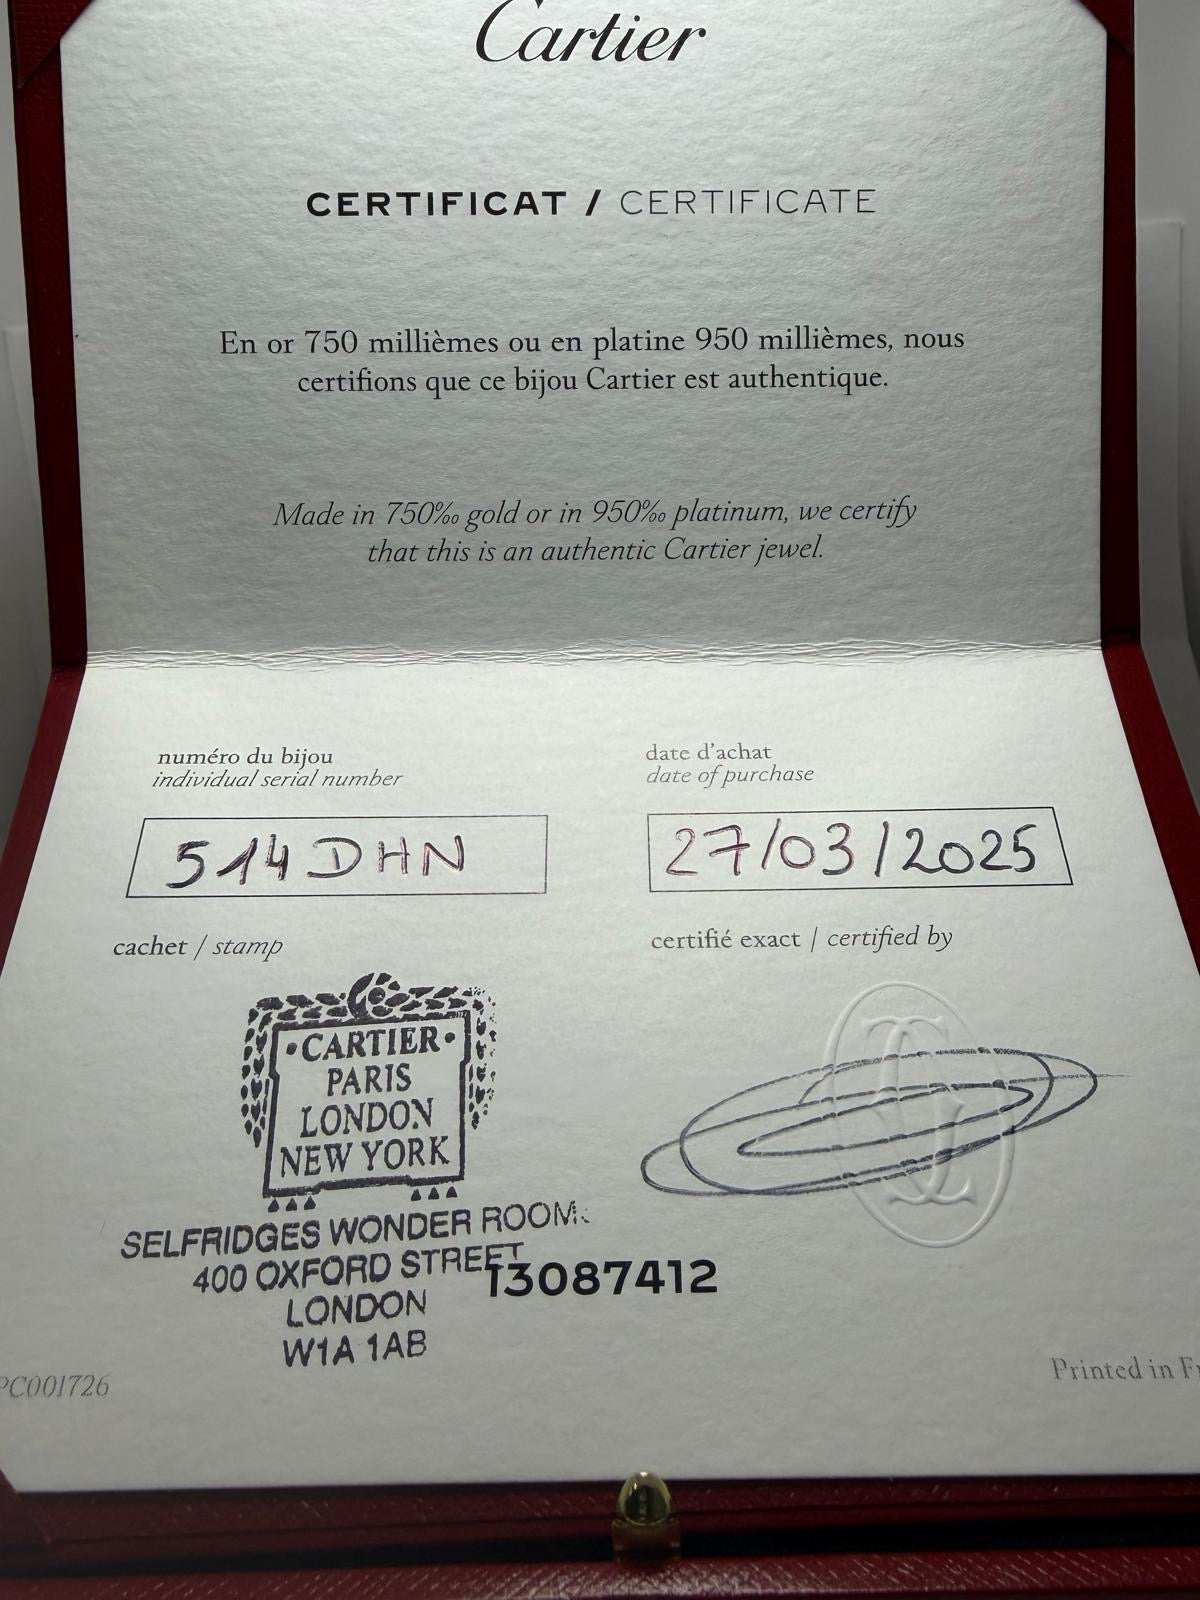 Cartier
CERTIFICAT / CERTIFICATE
En or 750 millièmes ou en platine 950 millièmes, nous
certifions que ce bijou Cartier est authentique.
Made in 750‰ gold or in 950‰ platinum, we certify
that this is an authentic Cartier jewel.
numéro du bijou
individual serial number
514DHN
date d'achat
date of purchase
27/03/2025
cachet / stamp
•CARTIER•
PARIS
LONDON
NEW YORK
SELFRIDGES WONDER ROOM
400 OXFORD STREET
LONDON
W1A 1AB
certifié exact / certified by
13087412
PC001726
Printed in